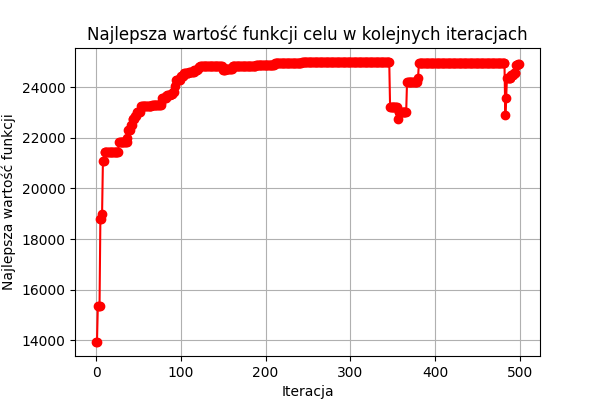 Najlepsza wartość funkcji celu w kolejnych iteracjach
Najlepsza wartość funkcji
24000
22000
20000
18000
16000
14000
0 100 200 300 400 500
Iteracja